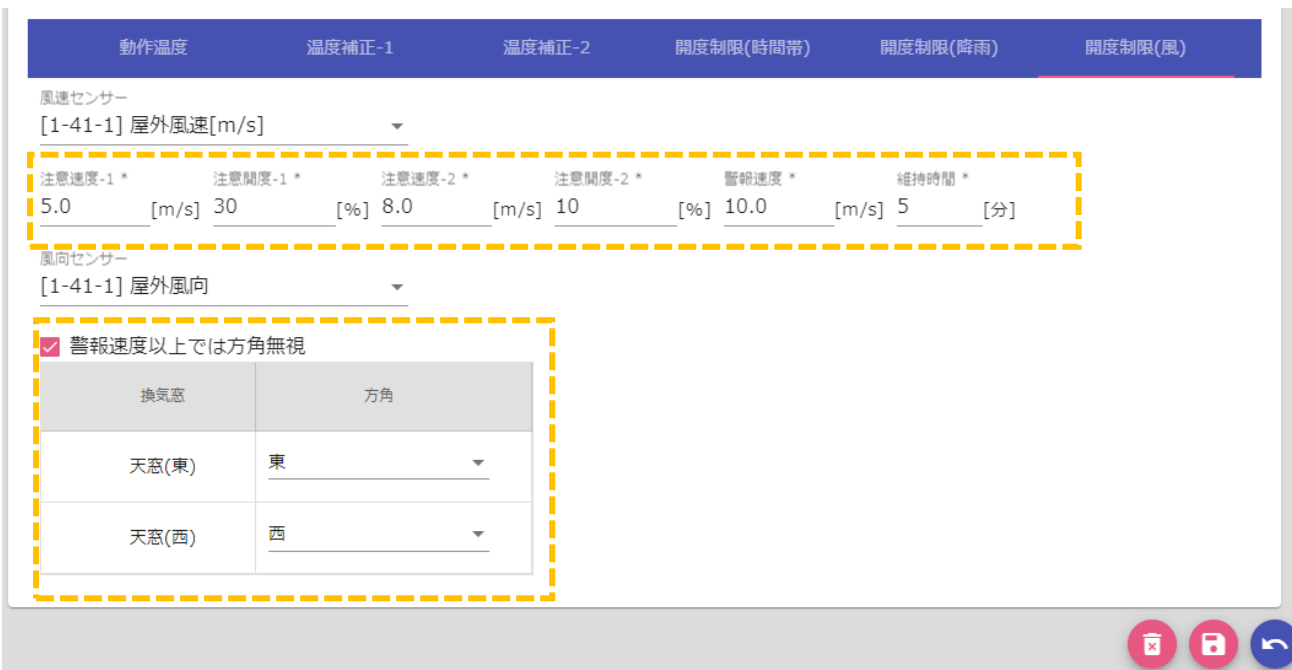 動作温度 温度補正-1 温度補正-2 開度制限(時間帯) 開度制限(降雨) 開度制限(風)
風速センサー
[1-41-1] 屋外風速[m/s]
注意速度-1 * 注意開度-1 * 注意速度-2 * 注意開度-2 * 警報速度 * 維持時間 *
5.0 [m/s] 30 [%] 8.0 [m/s] 10 [%] 10.0 [m/s] 5 [分]
風向センサー
[1-41-1] 屋外風向
警報速度以上では方角無視
換気窓 方角
天窓(東) 東
天窓(西) 西